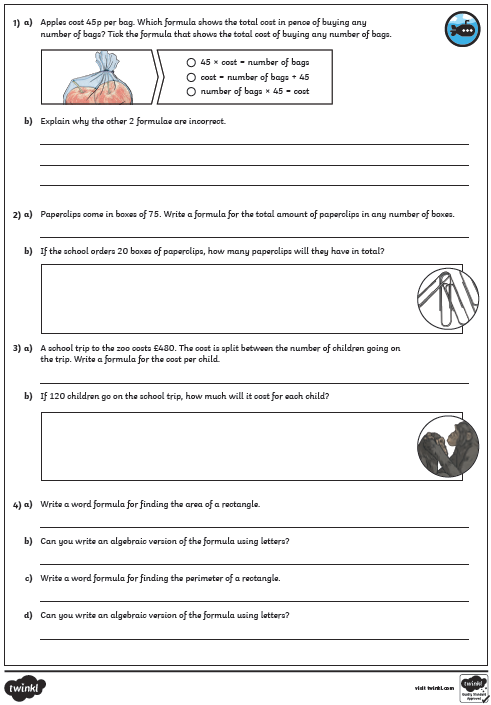 1) a) Apples cost 45p per bag. Which formula shows the total cost in pence of buying any
number of bags? Tick the formula that shows the total cost of buying any number of bags.
45 × cost = number of bags
cost = number of bags + 45
number of bags × 45 = cost
b) Explain why the other 2 formulae are incorrect.
2) a) Paperclips come in boxes of 75. Write a formula for the total amount of paperclips in any number of boxes.
b) If the school orders 20 boxes of paperclips, how many paperclips will they have in total?
3) a) A school trip to the zoo costs £480. The cost is split between the number of children going on
the trip. Write a formula for the cost per child.
b) If 120 children go on the school trip, how much will it cost for each child?
4) a) Write a word formula for finding the area of a rectangle.
b) Can you write an algebraic version of the formula using letters?
c) Write a word formula for finding the perimeter of a rectangle.
d) Can you write an algebraic version of the formula using letters?
twinkl
visit twinkl.com
twinkl
Quality Standard
Approved